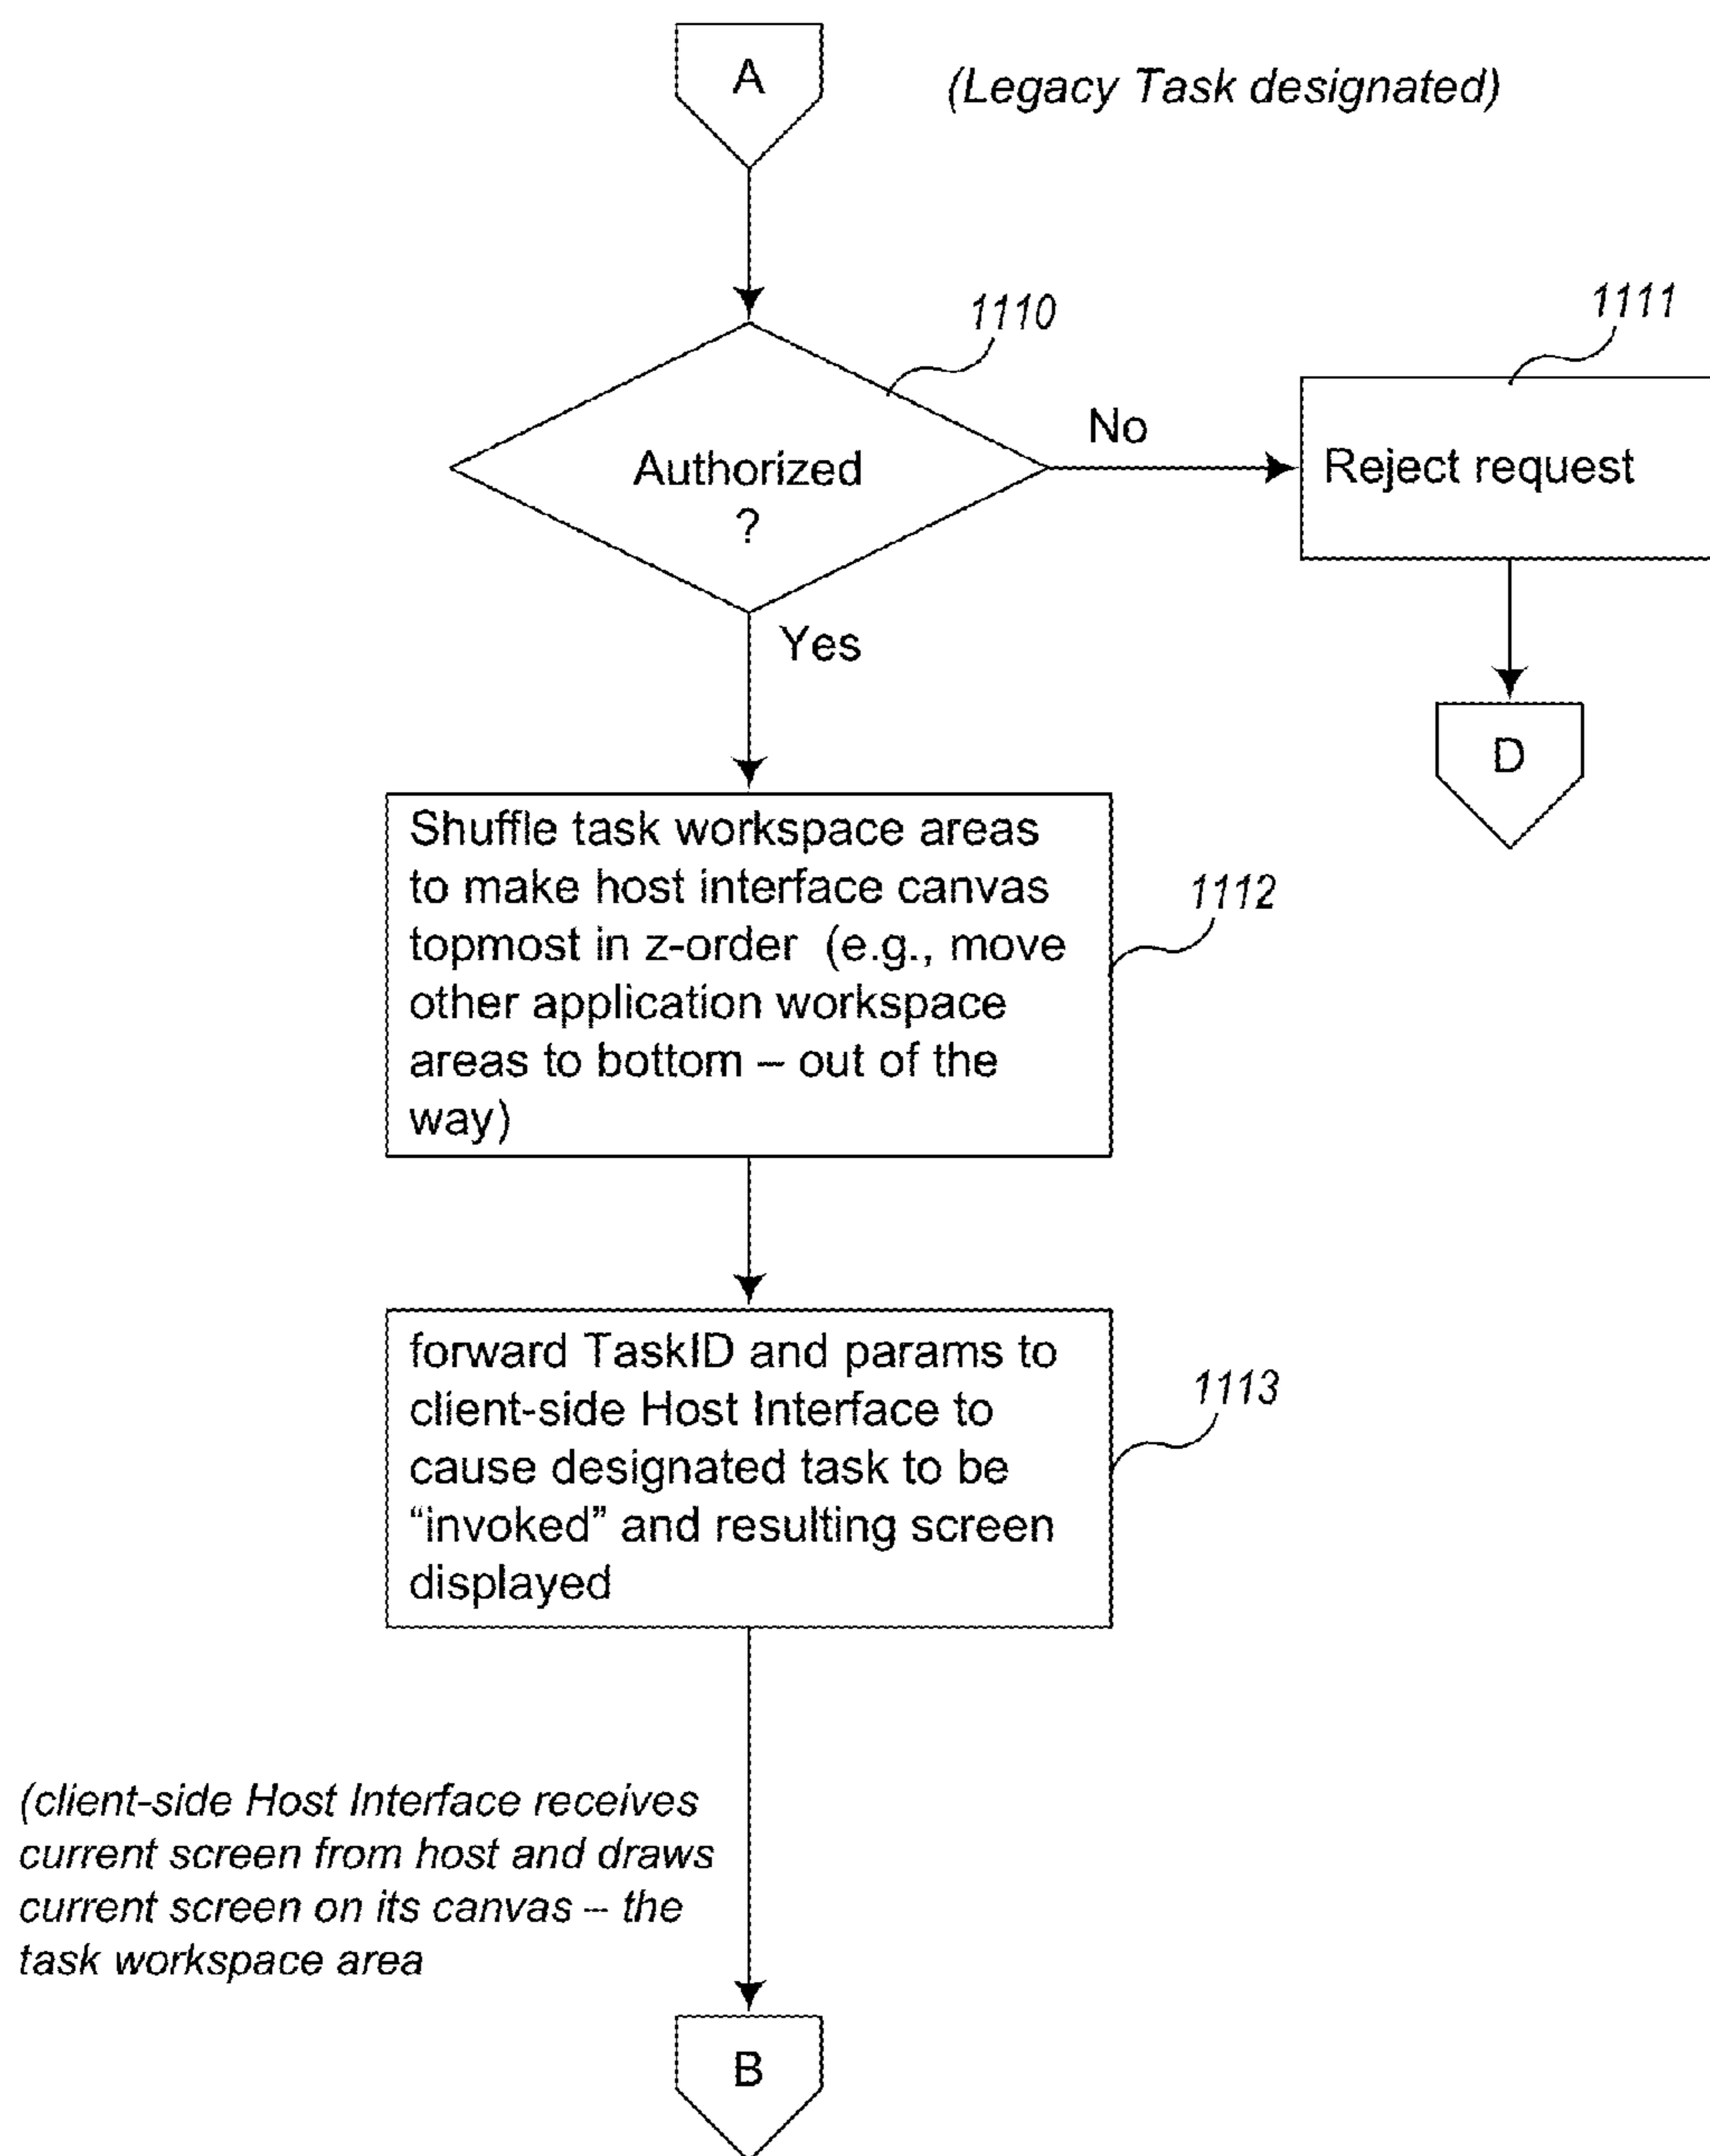 A
(Legacy Task designated)
1110
1111
No
Authorized
?
Reject request
Yes
D
Shuffle task workspace areas
to make host interface canvas
topmost in z-order (e.g., move
other application workspace
areas to bottom – out of the
way)
1112
forward TaskID and params to
client-side Host Interface to
cause designated task to be
“invoked” and resulting screen
displayed
1113
(client-side Host Interface receives
current screen from host and draws
current screen on its canvas – the
task workspace area
B